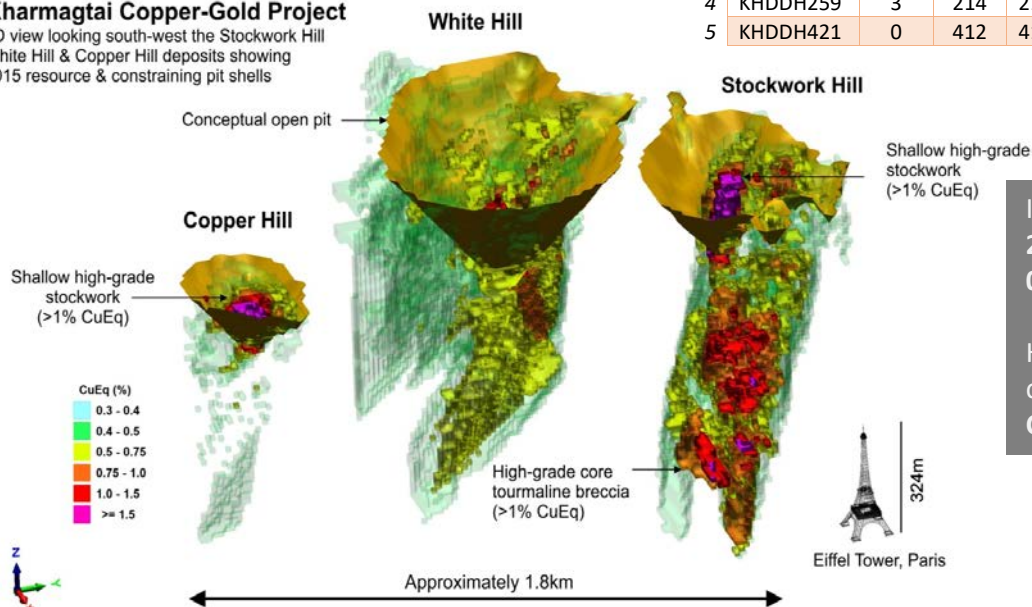 Kharmagtai Copper-Gold Project
D view looking south-west the Stockwork Hill
hite Hill & Copper Hill deposits showing
015 resource & constraining pit shells
White Hill
4 KHDDH259 3 214 2
5 KHDDH421 0 412 4
Stockwork Hill
Conceptual open pit
Shallow high-grade
stockwork
(>1% CuEq)
Copper Hill
Shallow high-grade
stockwork
(>1% CuEq)
CuEq (%)
0.3 - 0.4
0.4 - 0.5
0.5 - 0.75
0.75 - 1.0
1.0 - 1.5
>= 1.5
High-grade core
tourmaline breccia
(>1% CuEq)
324m
Eiffel Tower, Paris
Z
Approximately 1.8km